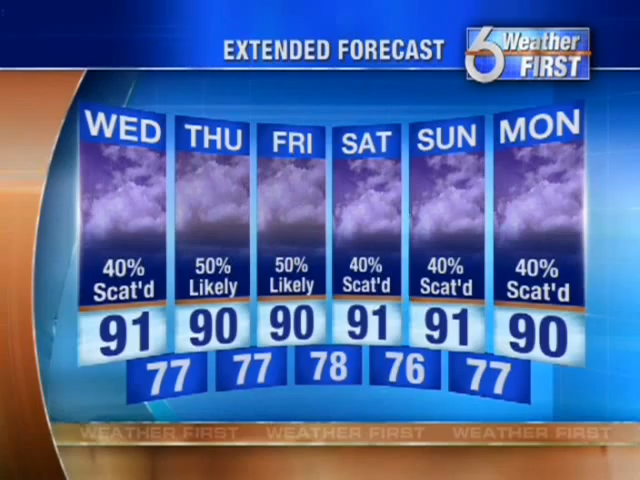 EXTENDED FORECAST
6 Weather
FIRST
WED THU FRI SAT SUN MON
40% 50% 50% 40% 40% 40%
Scat'd Likely Likely Scat'd Scat'd Scat'd
91 90 90 91 91 90
77 77 78 76 77
WEATHER FIRST WEATHER FIRST WEATHER FIRST